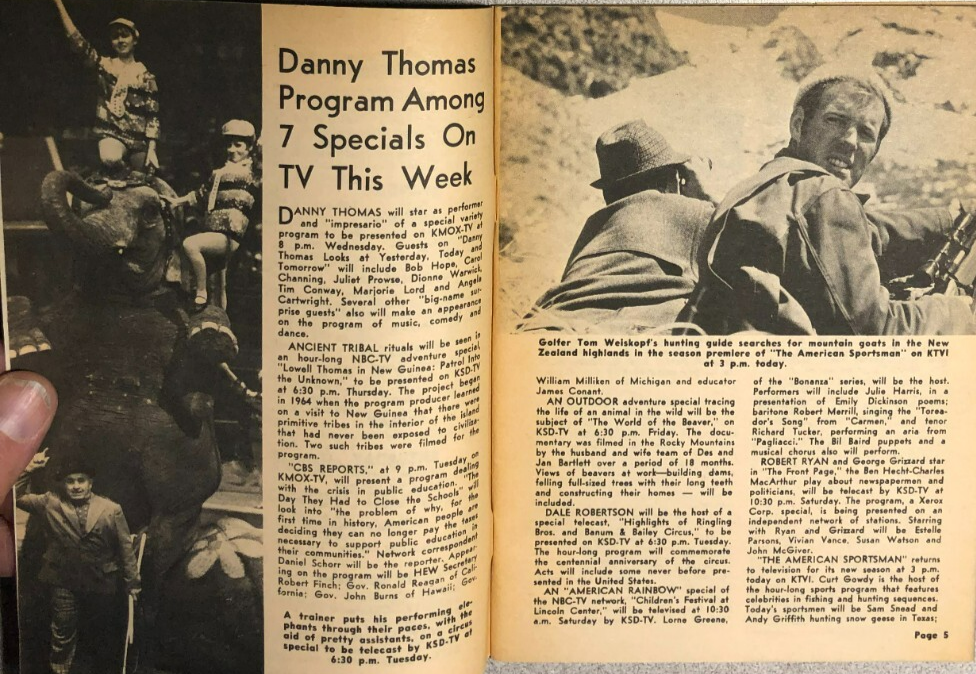 Danny Thomas
Program Among
7 Specials On
TV This Week
DANNY THOMAS will star as performer
and "impresario" of a special variety
program to be presented on KMOX-TV at
8 p.m. Wednesday. Guests on "Danny
Thomas Looks at Yesterday, Today and
Tomorrow" will include Bob Hope, Carol
Channing, Juliet Prowse, Dionne Warwick,
Tim Conway, Marjorie Lord and Angela
Cartwright. Several other "big-name sur-
prise guests" also will make an appearance
on the program of music, comedy and
dance.
ANCIENT TRIBAL rituals will be seen in
an hour-long NBC-TV adventure special,
"Lowell Thomas in New Guinea: Patrol Into
the Unknown," to be presented on KSD-TV
at 6:30 p.m. Thursday. The project began
in 1964 when the program producer learned
on a visit to New Guinea that there were
primitive tribes in the interior of the island
that had never been exposed to civiliza-
tion. Two such tribes were filmed for the
program.
"CBS REPORTS," at 9 p.m. Tuesday on
KMOX-TV, will present a program dealing
with the crisis in public education. "The
Day They Had to Close the Schools" will
look into "the problem of why, for the
first time in history, American people are
deciding they can no longer pay the taxes
necessary to support public education in
their communities." Network correspondent
Daniel Schorr will be the reporter. Appear-
ing on the program will be HEW Secretary
Robert Finch; Gov. Ronald Reagan of Cali-
fornia; Gov. John Burns of Hawaii; Gov.
A trainer puts his performing ele-
phants through their paces, with the
aid of pretty assistants, on a circus
special to be telecast by KSD-TV at
6:30 p.m. Tuesday.
Golfer Tom Weiskopf's hunting guide searches for mountain goats in the New
Zealand highlands in the season premiere of "The American Sportsman" on KTVI
at 3 p.m. today.
William Milliken of Michigan and educator
James Conant.
AN OUTDOOR adventure special tracing
the life of an animal in the wild will be the
subject of "The World of the Beaver," on
KSD-TV at 6:30 p.m. Friday. The docu-
mentary was filmed in the Rocky Mountains
by the husband and wife team of Des and
Jan Bartlett over a period of 18 months.
Views of beavers at work—building dams,
felling full-sized trees with their long teeth
and constructing their homes — will be
included.
DALE ROBERTSON will be the host of a
special telecast, "Highlights of Ringling
Bros. and Banum & Bailey Circus," to be
presented on KSD-TV at 6:30 p.m. Tuesday.
The hour-long program will commemorate
the centennial anniversary of the circus.
Acts will include some never before pre-
sented in the United States.
AN "AMERICAN RAINBOW" special of
the NBC-TV network, "Children's Festival at
Lincoln Center," will be televised at 10:30
a.m. Saturday by KSD-TV. Lorne Greene,
of the "Bonanza" series, will be the host.
Performers will include Julie Harris, in a
presentation of Emily Dickinson poems;
baritone Robert Merrill, singing the "Torea-
dor's Song" from "Carmen," and tenor
Richard Tucker, performing an aria from
"Pagliacci." The Bil Baird puppets and a
musical chorus also will perform.
ROBERT RYAN and George Grizzard star
in "The Front Page," the Ben Hecht-Charles
MacArthur play about newspapermen and
politicians, will be telecast by KSD-TV at
10:30 p.m. Saturday. The program, a Xerox
Corp. special, is being presented on an
independent network of stations. Starring
with Ryan and Grizzard will be Estelle
Parsons, Vivian Vance, Susan Watson and
John McGiver.
"THE AMERICAN SPORTSMAN" returns
to television for its new season at 3 p.m.
today on KTVI. Curt Gowdy is the host of
the hour-long sports program that features
celebrities in fishing and hunting sequences.
Today's sportsmen will be Sam Snead and
Andy Griffith hunting snow geese in Texas;
Page 5